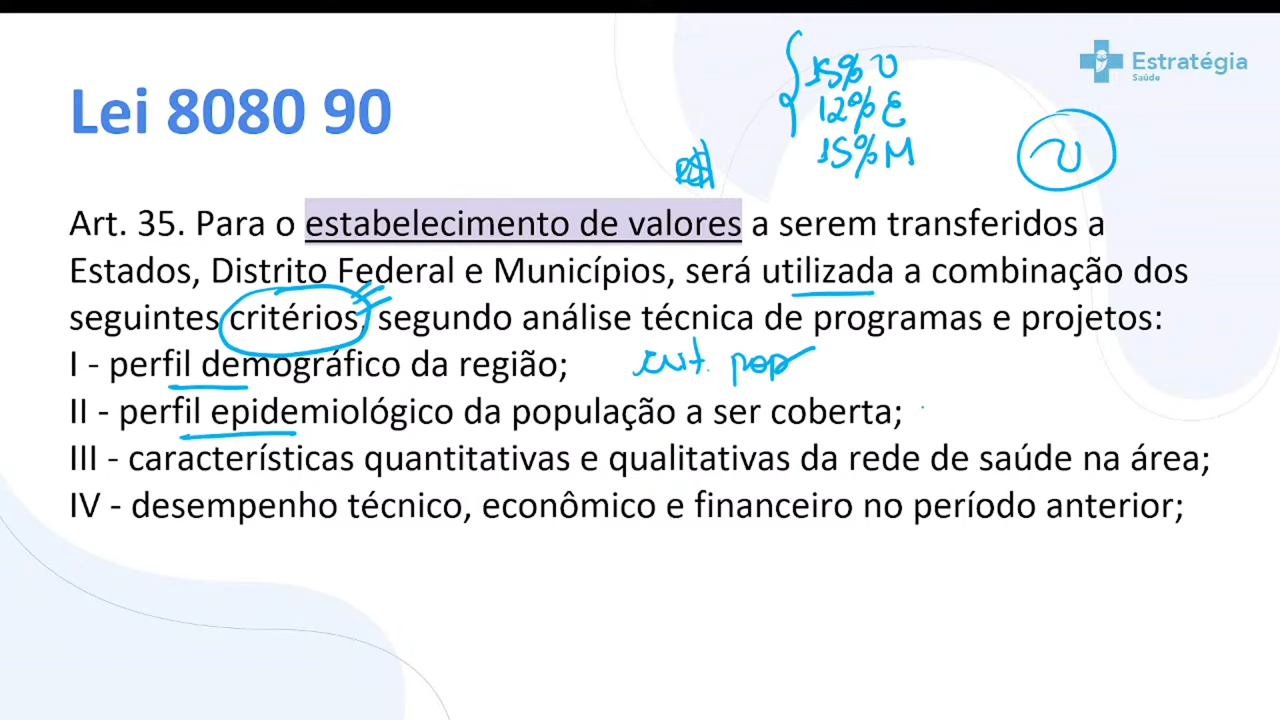 15% U
12% E
15% M
U
Estratégia
Saúde
Lei 8080 90
Art. 35. Para o estabelecimento de valores a serem transferidos a
Estados, Distrito Federal e Municípios, será utilizada a combinação dos
seguintes critérios, segundo análise técnica de programas e projetos:
I - perfil demográfico da região;
II - perfil epidemiológico da população a ser coberta;
III - características quantitativas e qualitativas da rede de saúde na área;
IV - desempenho técnico, econômico e financeiro no período anterior;